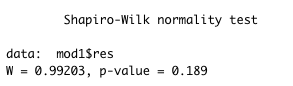 Shapiro-Wilk normality test
data:  mod1$res
W = 0.99203, p-value = 0.189